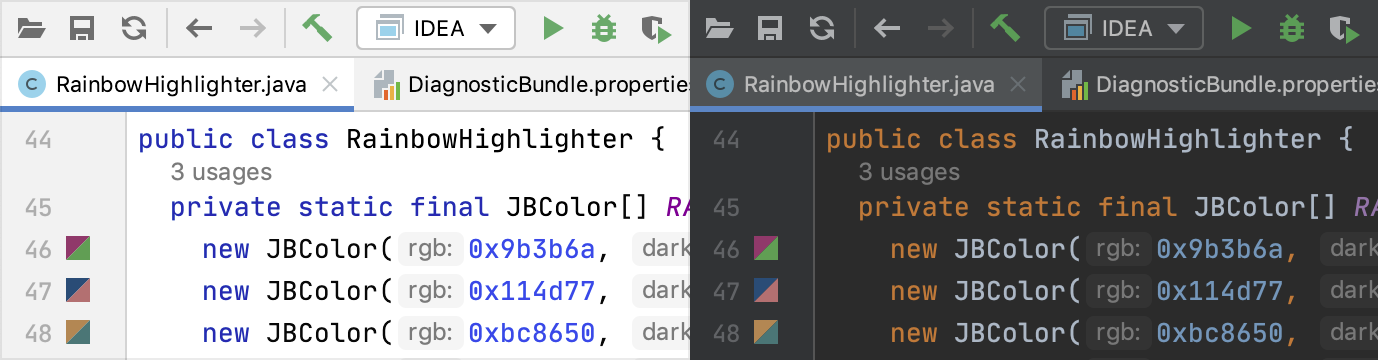 IDEA
RainbowHighlighter.java
DiagnosticBundle.properties
44 public class RainbowHighlighter {
3 usages
45 private static final JBColor[] RA
46 new JBColor( rgb: 0x9b3b6a, dark
47 new JBColor( rgb: 0x114d77, dark
48 new JBColor( rgb: 0xbc8650, dark
IDEA
RainbowHighlighter.java
DiagnosticBundle.properties
44 public class RainbowHighlighter {
3 usages
45 private static final JBColor[] RA
46 new JBColor( rgb: 0x9b3b6a, dark
47 new JBColor( rgb: 0x114d77, dark
48 new JBColor( rgb: 0xbc8650, dark